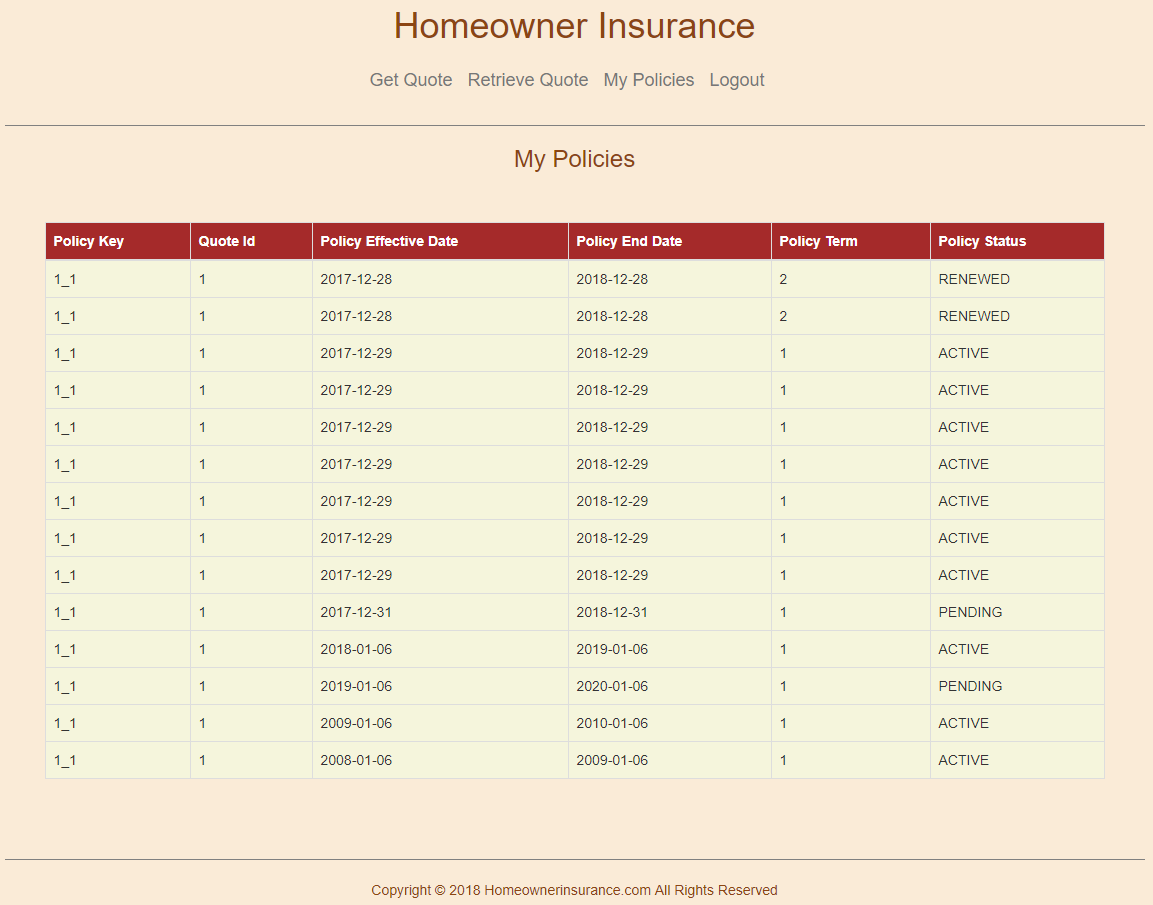 Homeowner Insurance
Get Quote Retrieve Quote My Policies Logout
My Policies
Policy Key Quote Id Policy Effective Date Policy End Date Policy Term Policy Status
1_1 1 2017-12-28 2018-12-28 2 RENEWED
1_1 1 2017-12-28 2018-12-28 2 RENEWED
1_1 1 2017-12-29 2018-12-29 1 ACTIVE
1_1 1 2017-12-29 2018-12-29 1 ACTIVE
1_1 1 2017-12-29 2018-12-29 1 ACTIVE
1_1 1 2017-12-29 2018-12-29 1 ACTIVE
1_1 1 2017-12-29 2018-12-29 1 ACTIVE
1_1 1 2017-12-29 2018-12-29 1 ACTIVE
1_1 1 2017-12-29 2018-12-29 1 ACTIVE
1_1 1 2017-12-31 2018-12-31 1 PENDING
1_1 1 2018-01-06 2019-01-06 1 ACTIVE
1_1 1 2019-01-06 2020-01-06 1 PENDING
1_1 1 2009-01-06 2010-01-06 1 ACTIVE
1_1 1 2008-01-06 2009-01-06 1 ACTIVE
Copyright © 2018 Homeownerinsurance.com All Rights Reserved